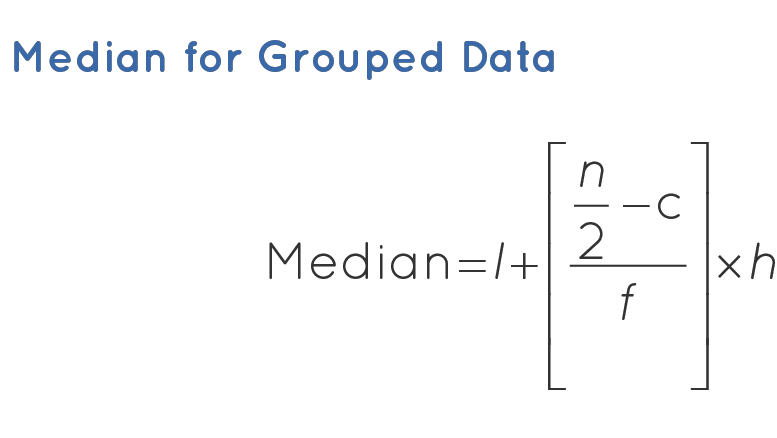 Median for Grouped Data
Median=l+[(n/2−c)/f]×h